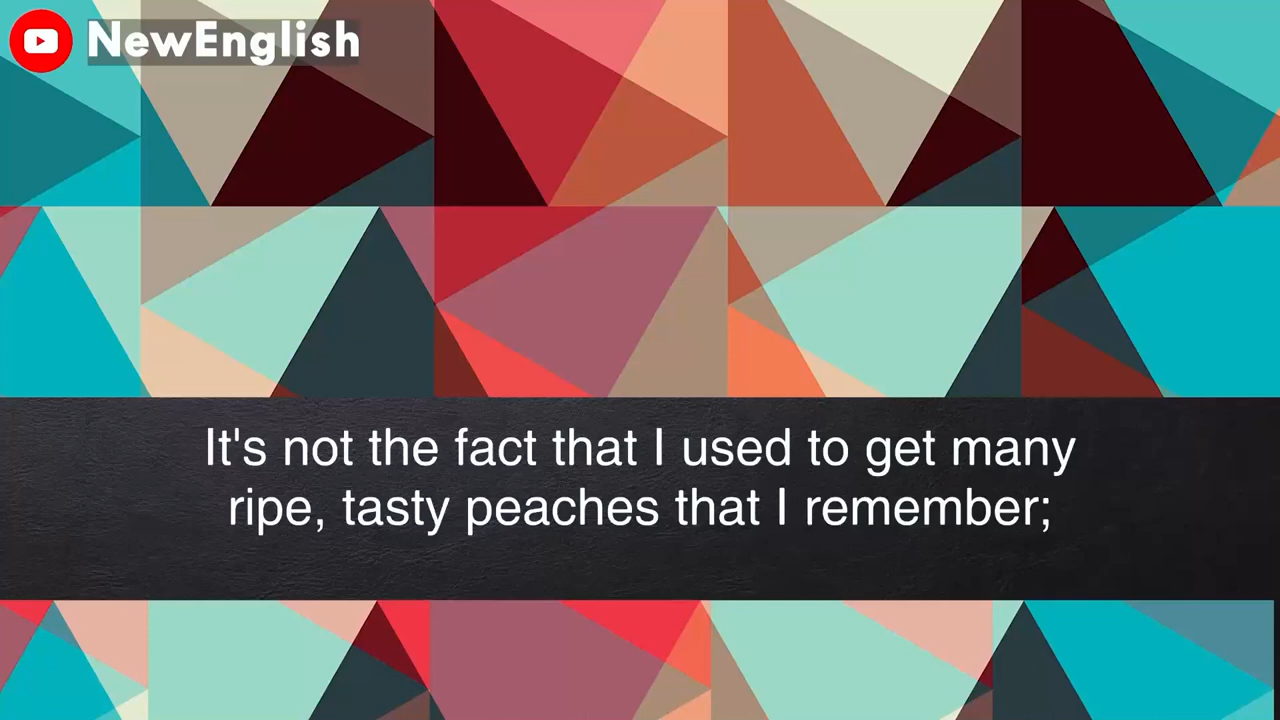 NewEnglish
It's not the fact that I used to get many
ripe, tasty peaches that I remember;